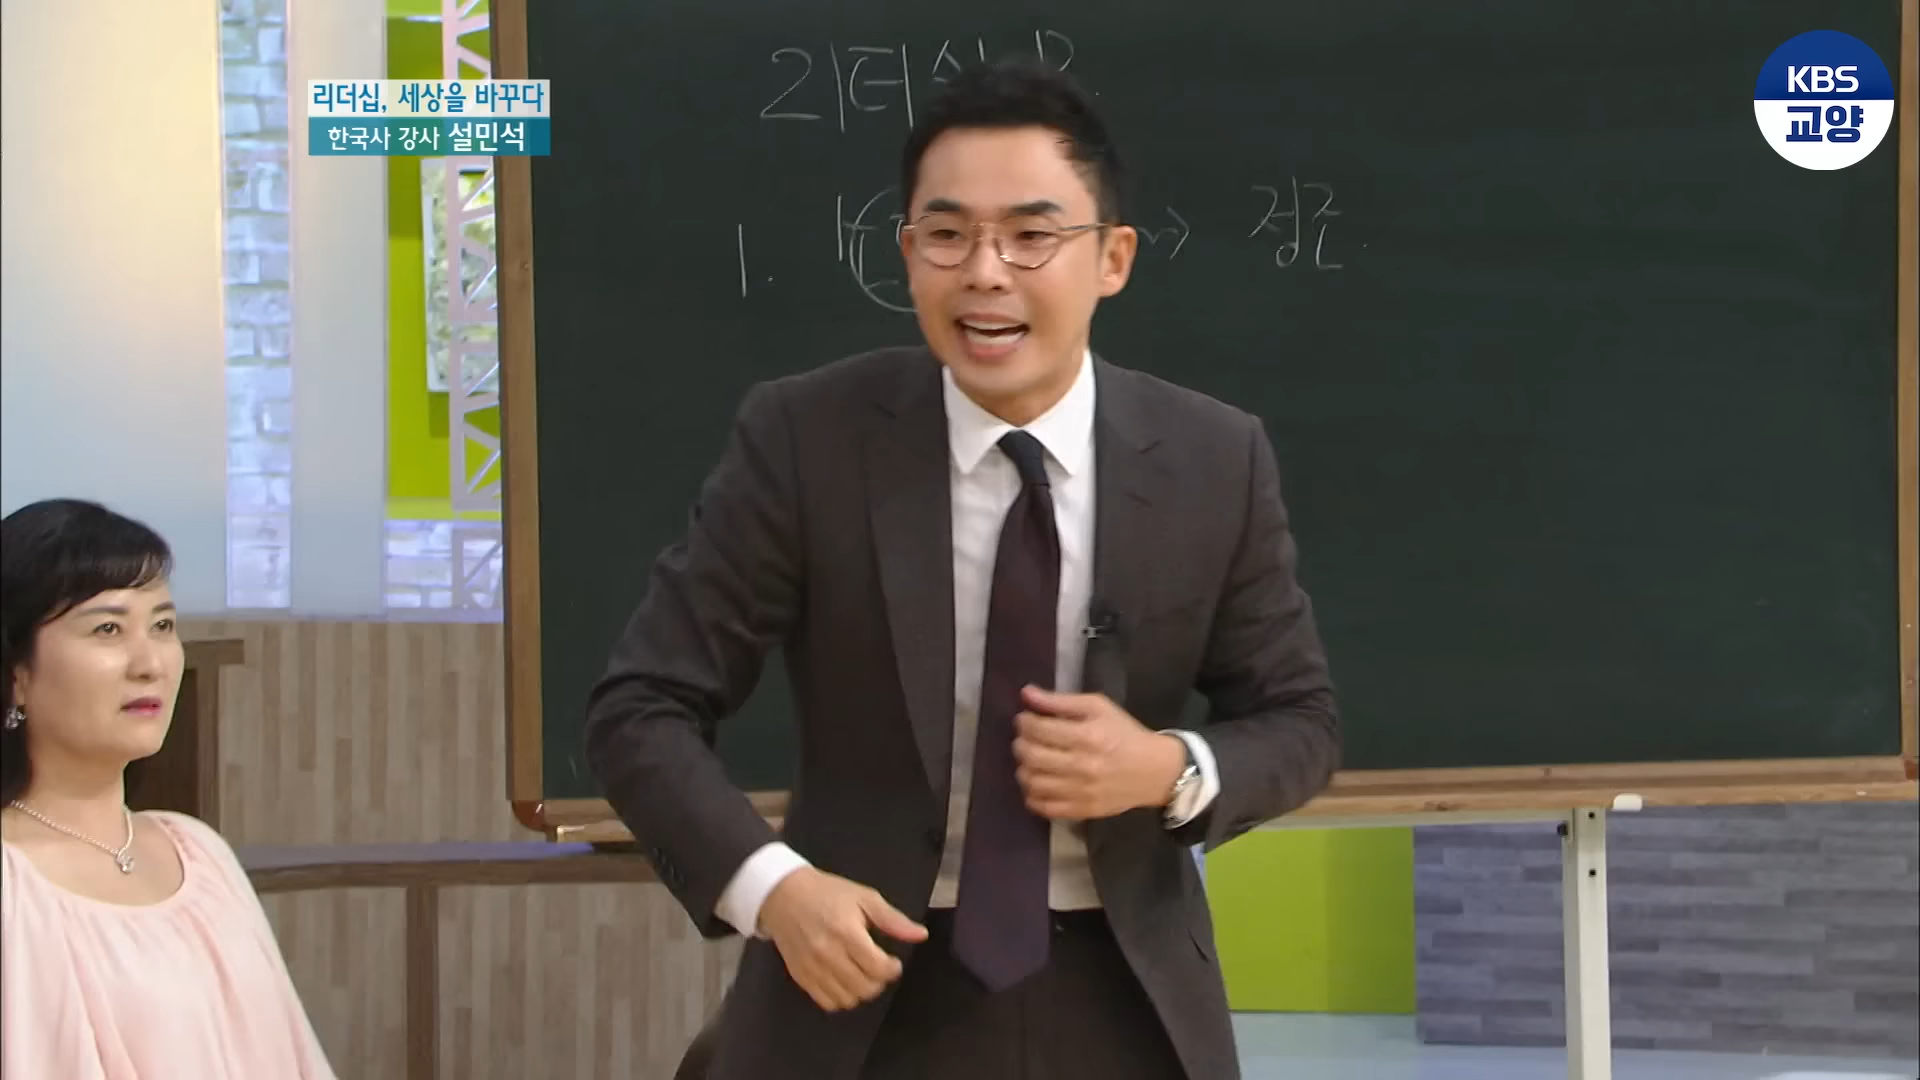 리더십, 세상을 바꾸다
한국사 강사 설민석
KBS
교양
리더십
1.
→ 정조